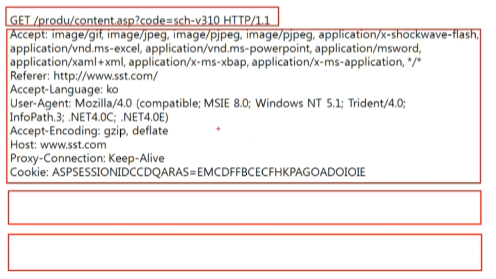 GET /produ/content.asp?code=sch-v310 HTTP/1.1
Accept: image/gif, image/jpeg, image/pjpeg, image/pjpeg, application/x-shockwave-flash,
application/vnd.ms-excel, application/vnd.ms-powerpoint, application/msword,
application/xaml+xml, application/x-ms-xbap, application/x-ms-application, */*
Referer: http://www.sst.com/
Accept-Language: ko
User-Agent: Mozilla/4.0 (compatible; MSIE 8.0; Windows NT 5.1; Trident/4.0;
InfoPath.3; .NET4.0C; .NET4.0E)
Accept-Encoding: gzip, deflate
Host: www.sst.com
Proxy-Connection: Keep-Alive
Cookie: ASPSESSIONIDCCDQARAS=EMCDFFBCECFHKPAGOADOIOIE